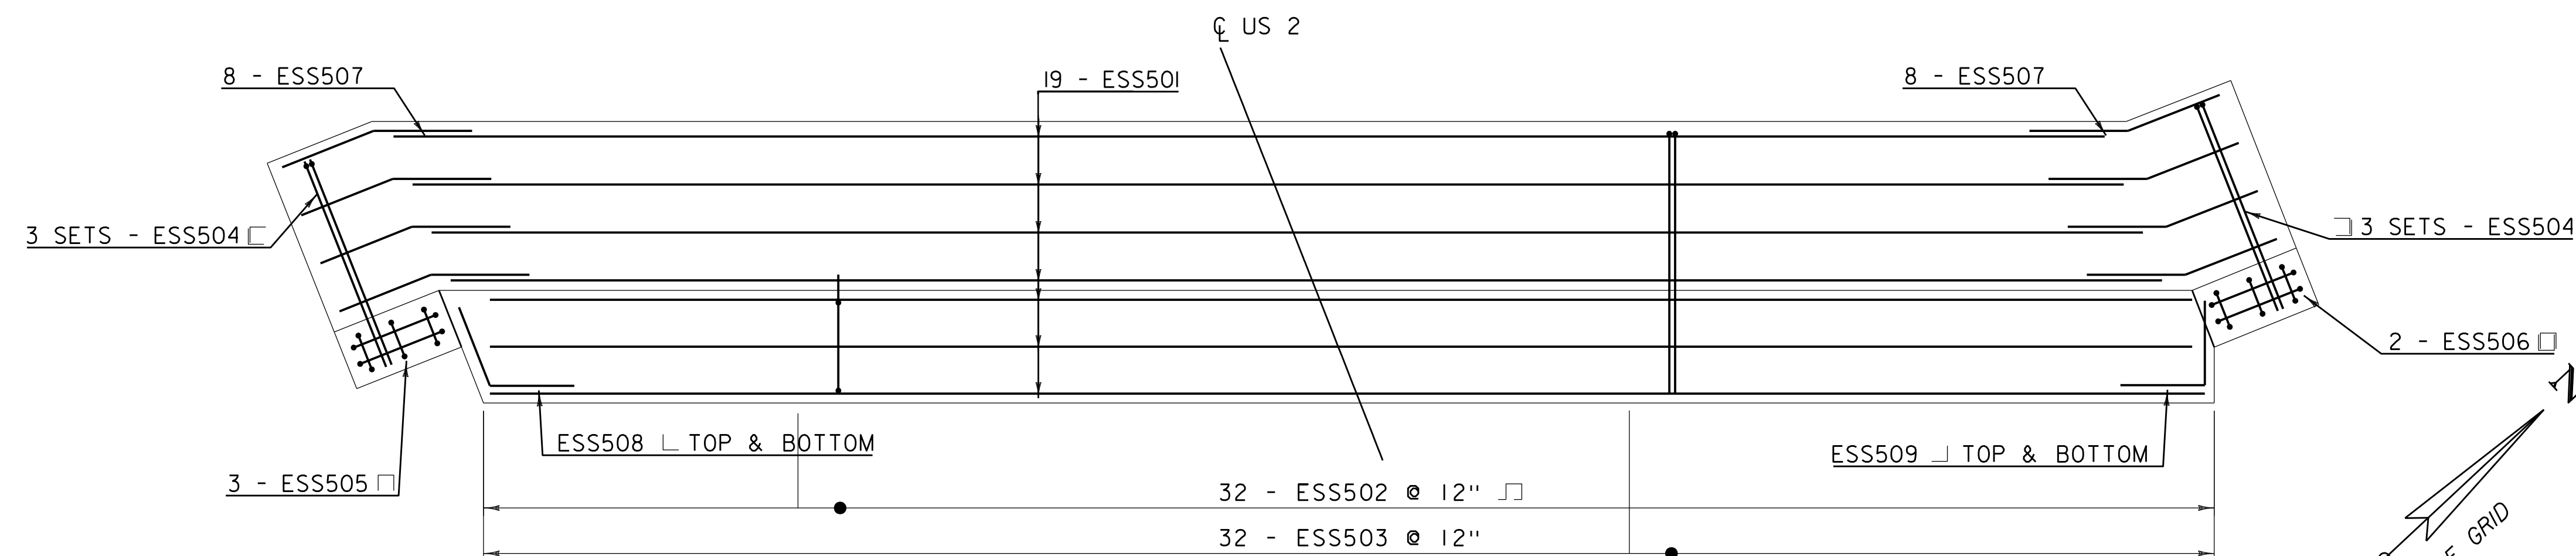 ℄ US 2
8 - ESS507
19 - ESS501
8 - ESS507
3 SETS - ESS504
3 SETS - ESS504
2 - ESS506
ESS508 TOP & BOTTOM
ESS509 TOP & BOTTOM
3 - ESS505
32 - ESS502 @ 12"
32 - ESS503 @ 12"
N
GRID